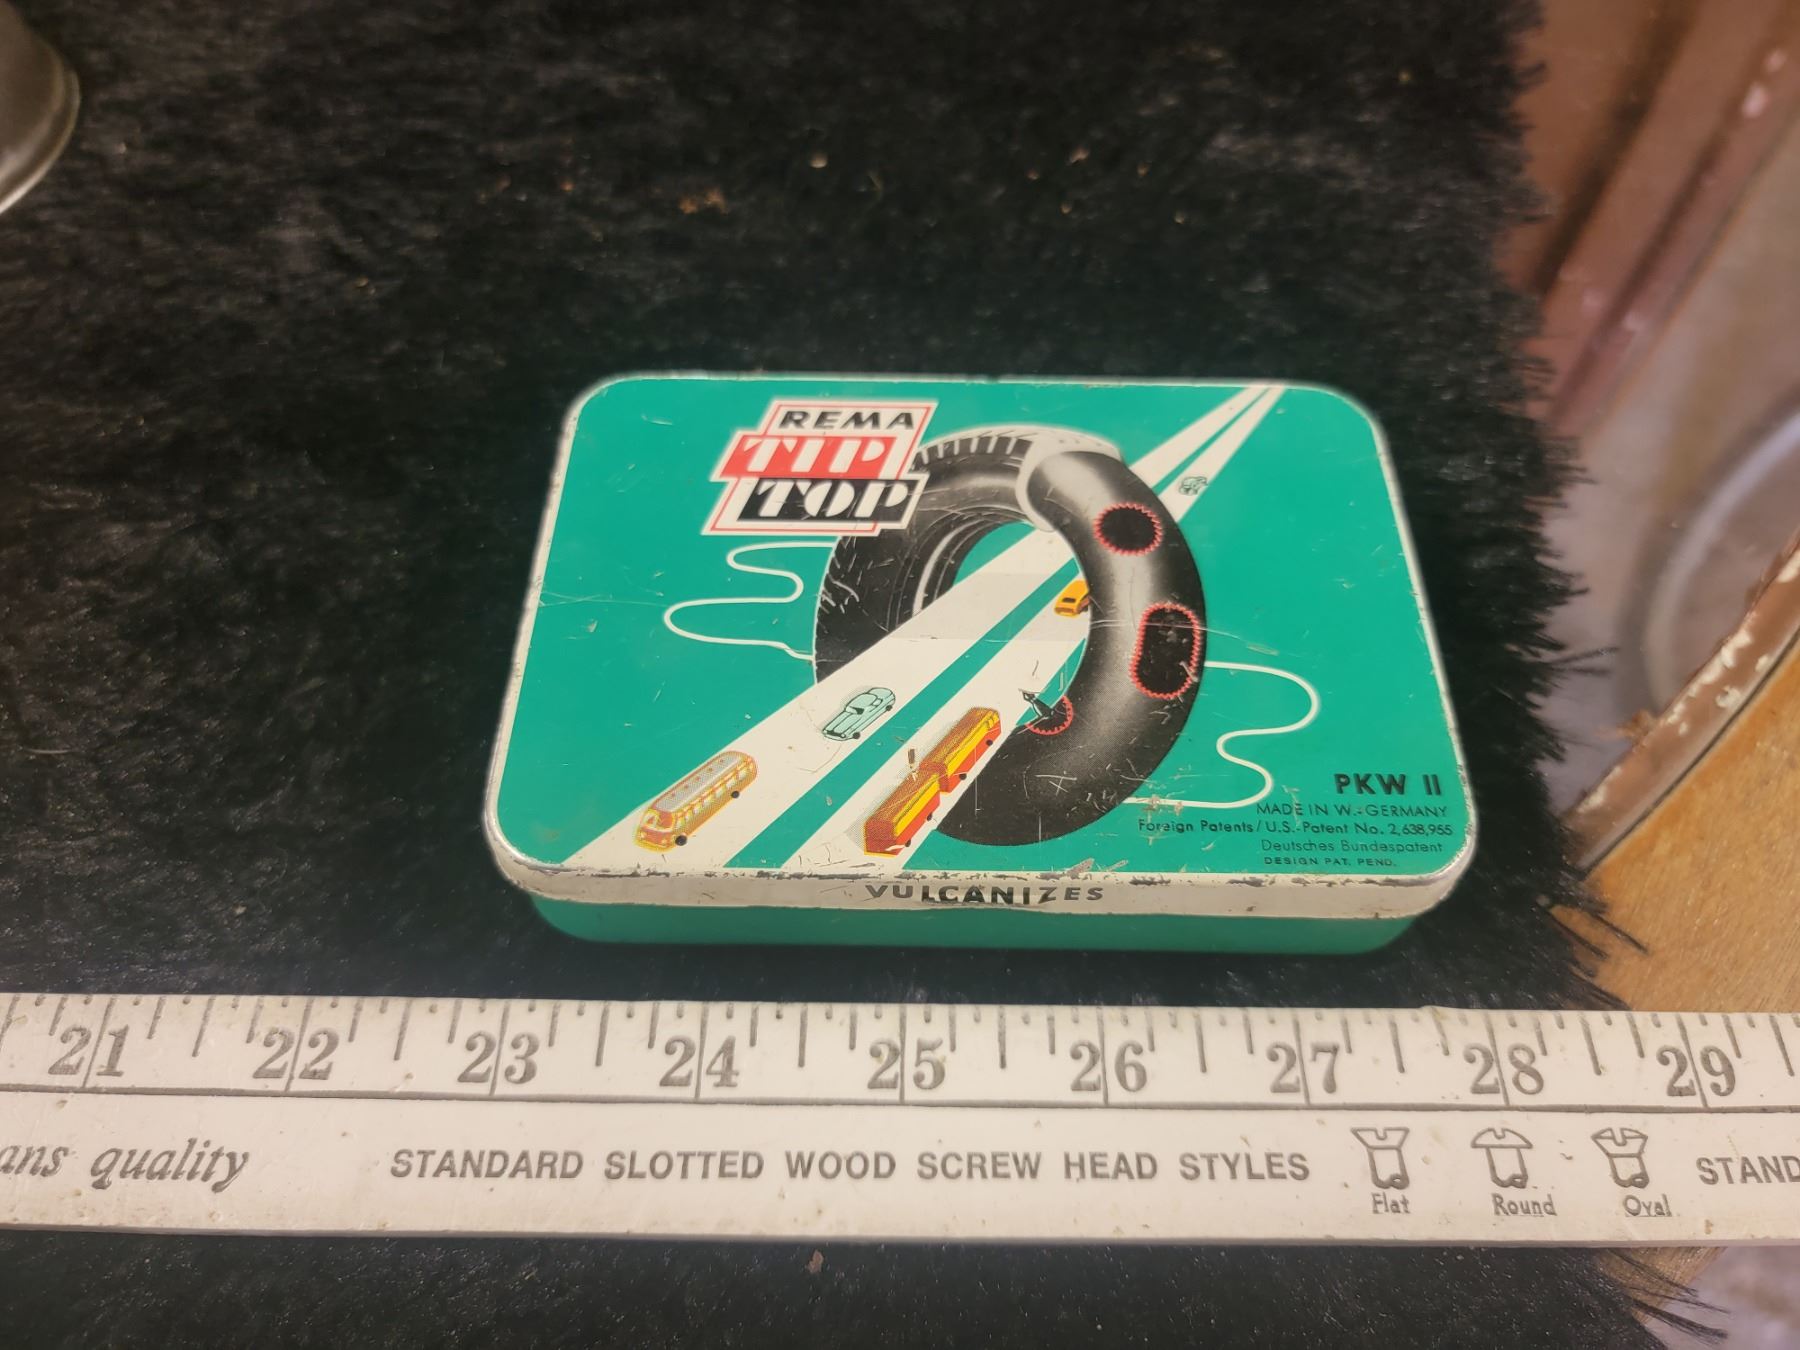 REMA
TIP
TOP
PKW II
MADE IN W.-GERMANY
Foreign Patents/U.S.-Patent No. 2,638,955
Deutsches Bundespatent
DESIGN PAT. PEND.
VULCANIZES
21 22 23 24 25 26 27 28 29
ans quality STANDARD SLOTTED WOOD SCREW HEAD STYLES Flat Round Oval STAND